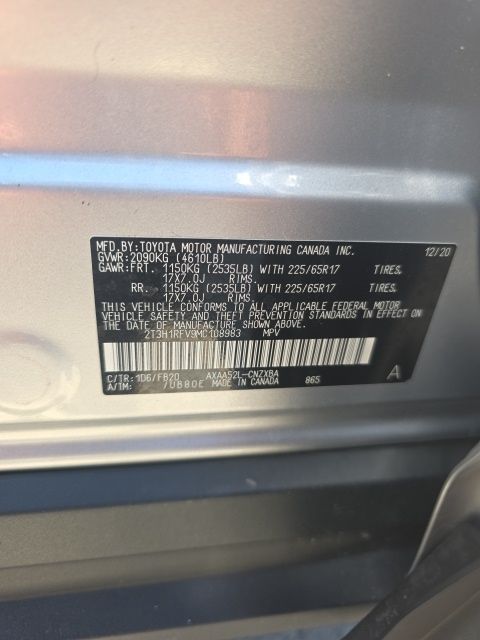 MFD.BY:TOYOTA MOTOR MANUFACTURING CANADA INC. 12/20
GVWR:2090KG (4610LB)
GAWR:FRT. 1150KG (2535LB) WITH 225/65R17 TIRES,
17X7.0J RIMS.
RR. 1150KG (2535LB) WITH 225/65R17 TIRES,
17X7.0J RIMS.
THIS VEHICLE CONFORMS TO ALL APPLICABLE FEDERAL MOTOR
VEHICLE SAFETY AND THEFT PREVENTION STANDARDS IN EFFECT
ON THE DATE OF MANUFACTURE SHOWN ABOVE.
2T3H1RFV9MC108983 MPV
C/TR:1D6/FB20 AXAA52L-CNZXBA 865 A
A/TM: /UB80E MADE IN CANADA